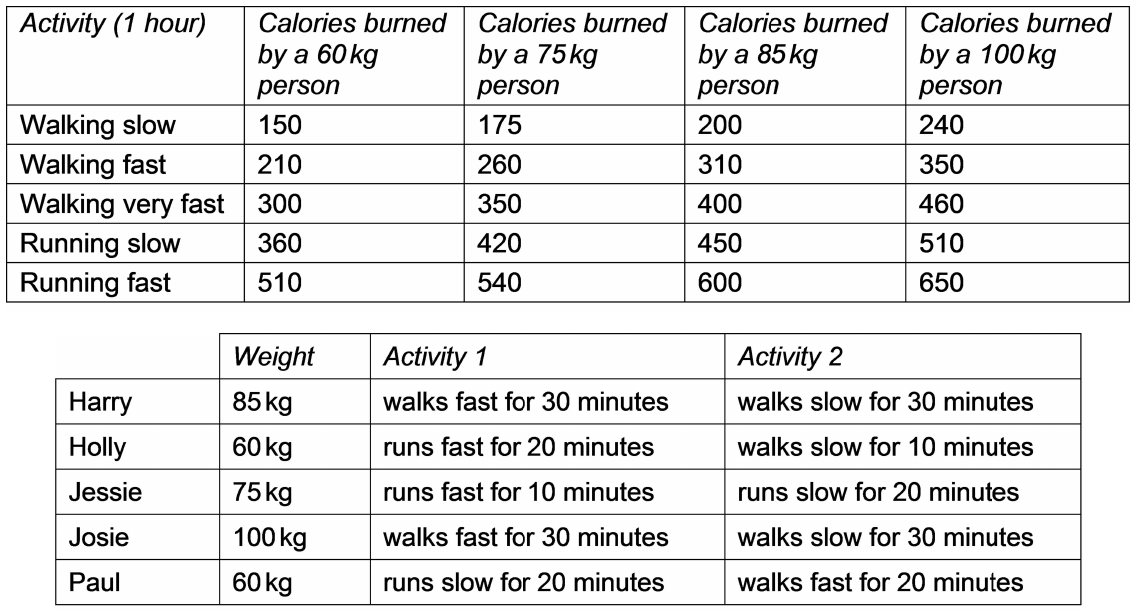 Activity (1 hour) Calories burned by a 60 kg person Calories burned by a 75 kg person Calories burned by a 85 kg person Calories burned by a 100 kg person
Walking slow 150 175 200 240
Walking fast 210 260 310 350
Walking very fast 300 350 400 460
Running slow 360 420 450 510
Running fast 510 540 600 650
Weight Activity 1 Activity 2
Harry 85 kg walks fast for 30 minutes walks slow for 30 minutes
Holly 60 kg runs fast for 20 minutes walks slow for 10 minutes
Jessie 75 kg runs fast for 10 minutes runs slow for 20 minutes
Josie 100 kg walks fast for 30 minutes walks slow for 30 minutes
Paul 60 kg runs slow for 20 minutes walks fast for 20 minutes